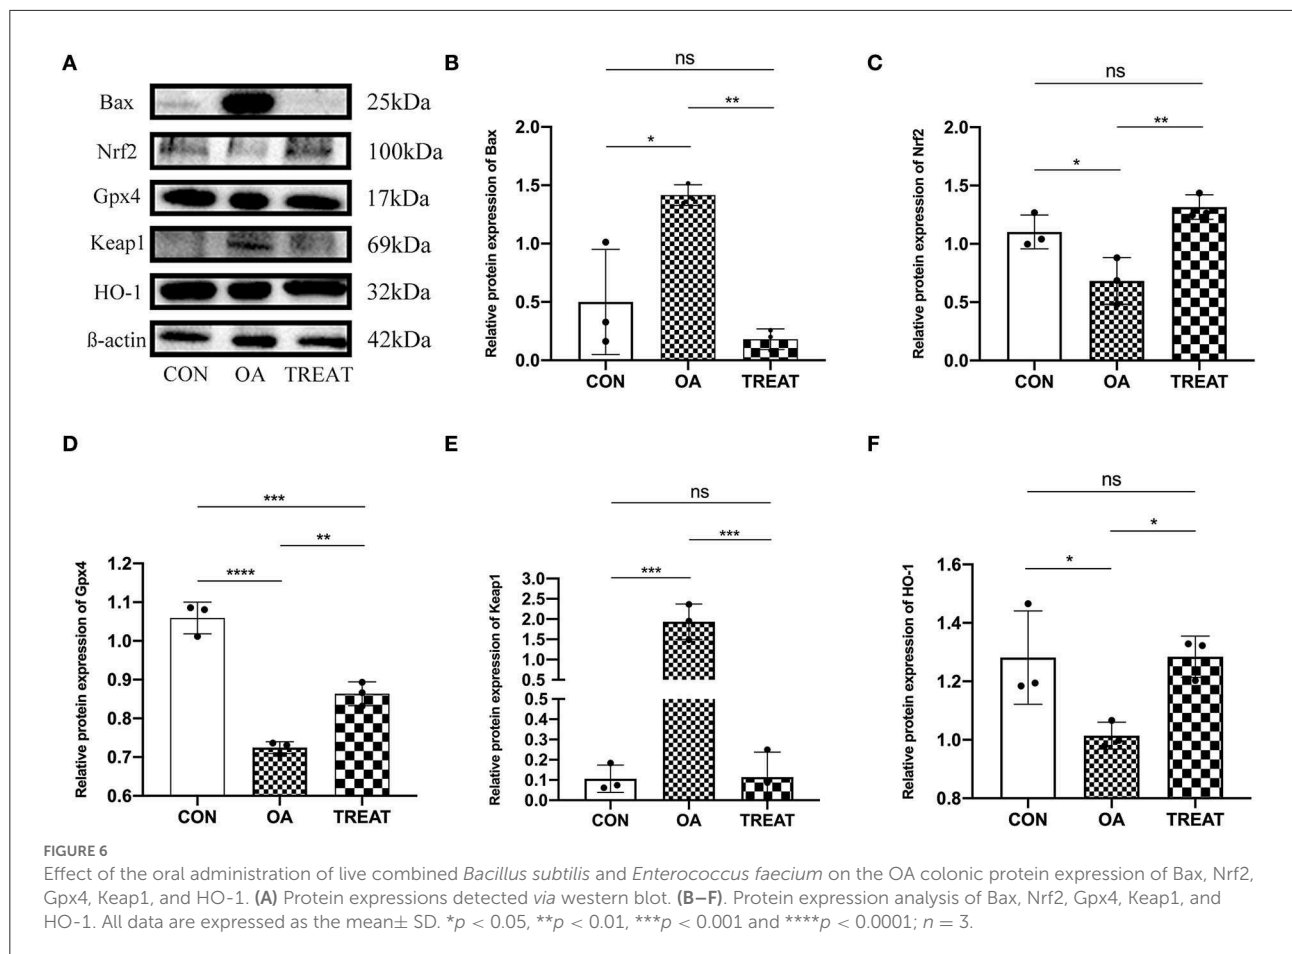 A
Bax 25kDa
Nrf2 100kDa
Gpx4 17kDa
Keap1 69kDa
HO-1 32kDa
ß-actin 42kDa
CON OA TREAT
B
ns
**
*
Relative protein expression of Bax
2.0
1.5
1.0
0.5
0.0
CON OA TREAT
C
ns
**
*
Relative protein expression of Nrf2
2.0
1.5
1.0
0.5
0.0
CON OA TREAT
D
***
**
****
Relative protein expression of Gpx4
1.2
1.1
1.0
0.9
0.8
0.7
0.6
CON OA TREAT
E
ns
***
***
Relative protein expression of Keap1
3.0
2.5
2.0
1.5
1.0
0.5
0.5
0.4
0.3
0.2
0.1
0.0
CON OA TREAT
F
ns
*
*
Relative protein expression of HO-1
1.6
1.4
1.2
1.0
0.8
CON OA TREAT
FIGURE 6
Effect of the oral administration of live combined Bacillus subtilis and Enterococcus faecium on the OA colonic protein expression of Bax, Nrf2,
Gpx4, Keap1, and HO-1. (A) Protein expressions detected via western blot. (B–F). Protein expression analysis of Bax, Nrf2, Gpx4, Keap1, and
HO-1. All data are expressed as the mean± SD. *p < 0.05, **p < 0.01, ***p < 0.001 and ****p < 0.0001; n = 3.